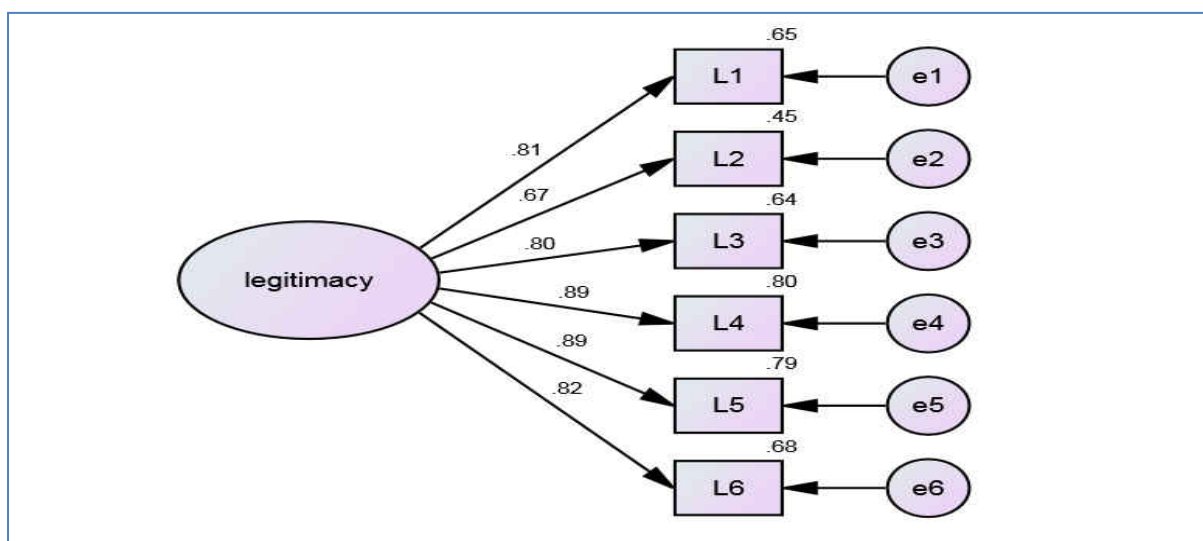 .65
L1
e1
.81
.45
L2
e2
.67
.64
L3
e3
.80
legitimacy
.80
L4
e4
.89
.79
L5
e5
.89
.68
L6
e6
.82